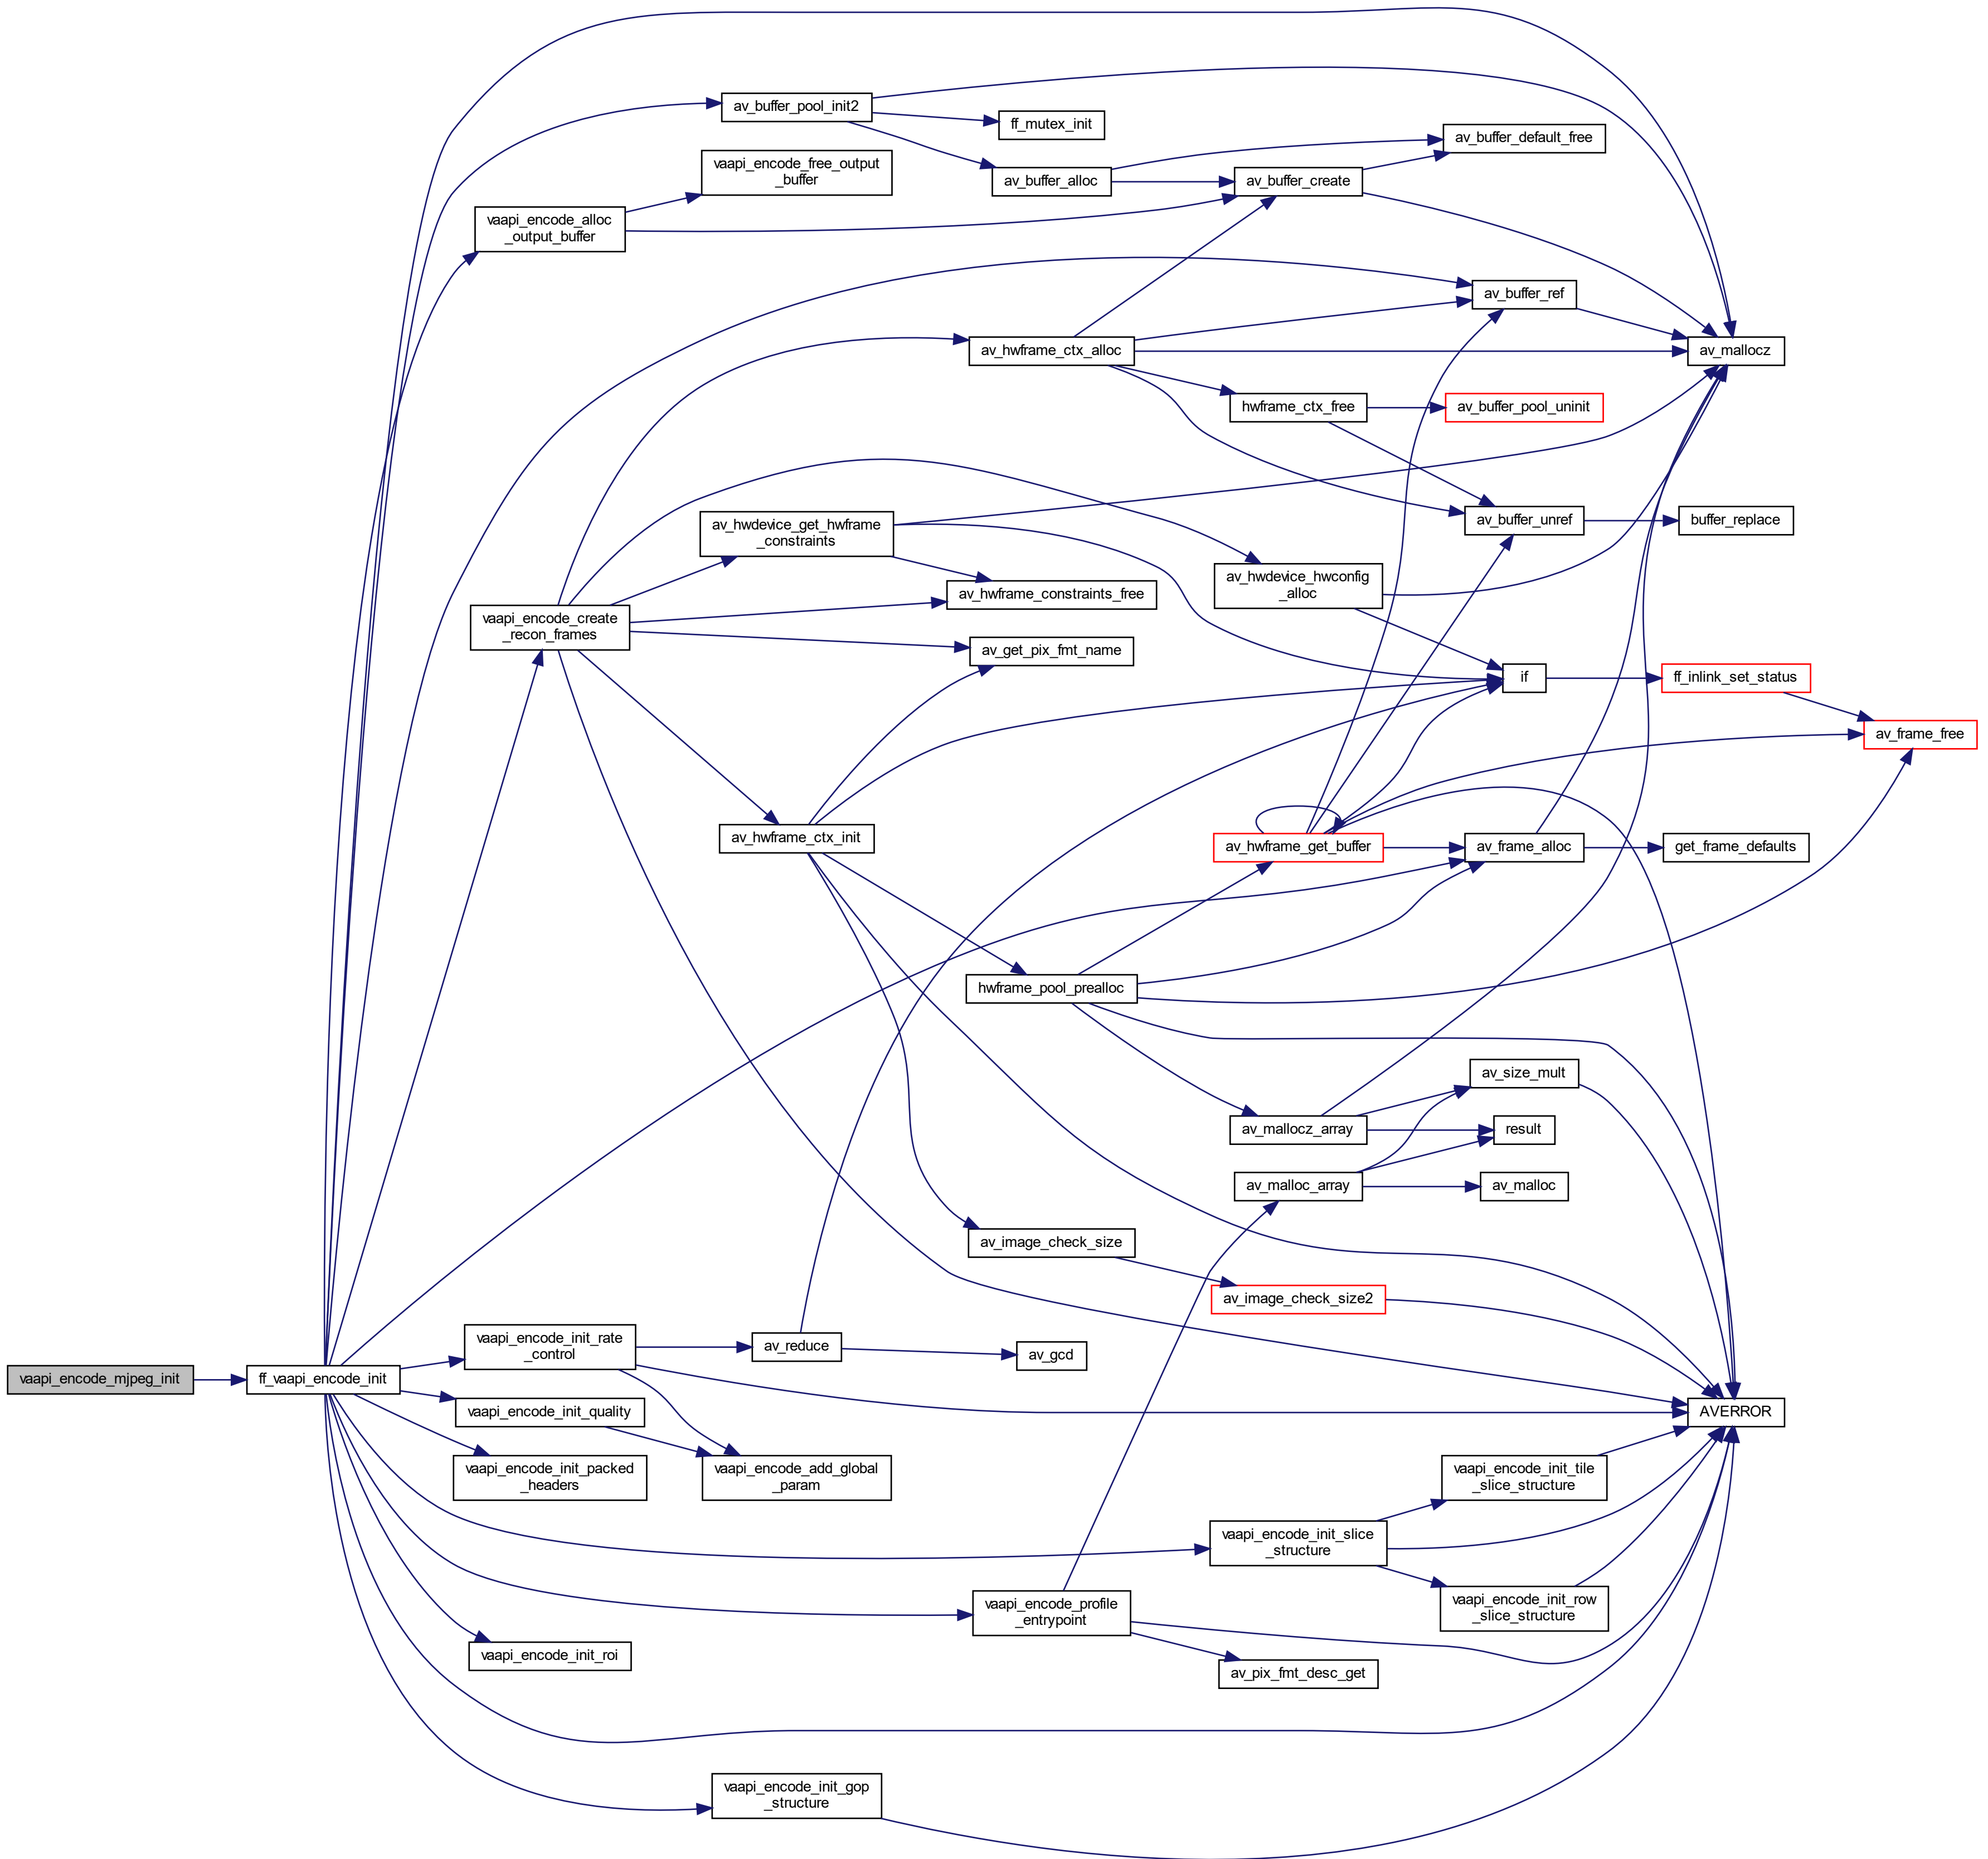 av_buffer_pool_init2
ff_mutex_init
av_buffer_default_free
vaapi_encode_free_output
_buffer
av_buffer_alloc
av_buffer_create
vaapi_encode_alloc
_output_buffer
av_buffer_ref
av_hwframe_ctx_alloc
av_mallocz
hwframe_ctx_free
av_buffer_pool_uninit
av_hwdevice_get_hwframe
_constraints
av_buffer_unref
buffer_replace
av_hwdevice_hwconfig
_alloc
av_hwframe_constraints_free
vaapi_encode_create
_recon_frames
av_get_pix_fmt_name
if
ff_inlink_set_status
av_frame_free
av_hwframe_ctx_init
av_hwframe_get_buffer
av_frame_alloc
get_frame_defaults
hwframe_pool_prealloc
av_size_mult
av_mallocz_array
result
av_malloc_array
av_malloc
av_image_check_size
av_image_check_size2
vaapi_encode_init_rate
_control
av_reduce
av_gcd
vaapi_encode_mjpeg_init
ff_vaapi_encode_init
vaapi_encode_init_quality
AVERROR
vaapi_encode_init_packed
_headers
vaapi_encode_add_global
_param
vaapi_encode_init_tile
_slice_structure
vaapi_encode_init_slice
_structure
vaapi_encode_profile
_entrypoint
vaapi_encode_init_row
_slice_structure
vaapi_encode_init_roi
av_pix_fmt_desc_get
vaapi_encode_init_gop
_structure